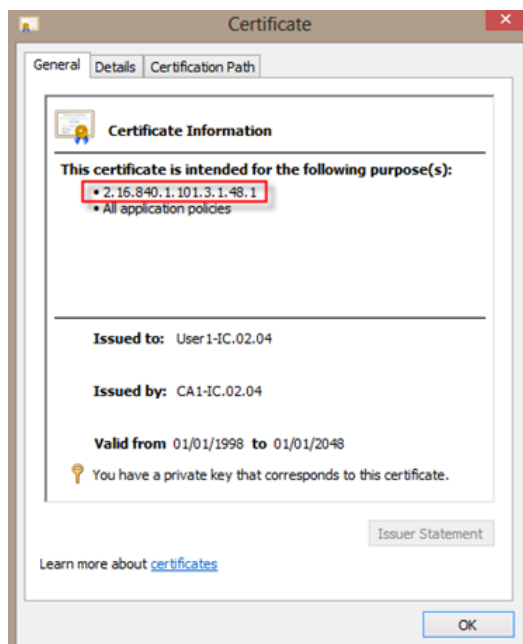 Certificate
General Details Certification Path
Certificate Information
This certificate is intended for the following purpose(s):
• 2.16.840.1.101.3.1.48.1
• All application policies
Issued to: User1-IC.02.04
Issued by: CA1-IC.02.04
Valid from 01/01/1998 to 01/01/2048
You have a private key that corresponds to this certificate.
Issuer Statement
Learn more about certificates
OK